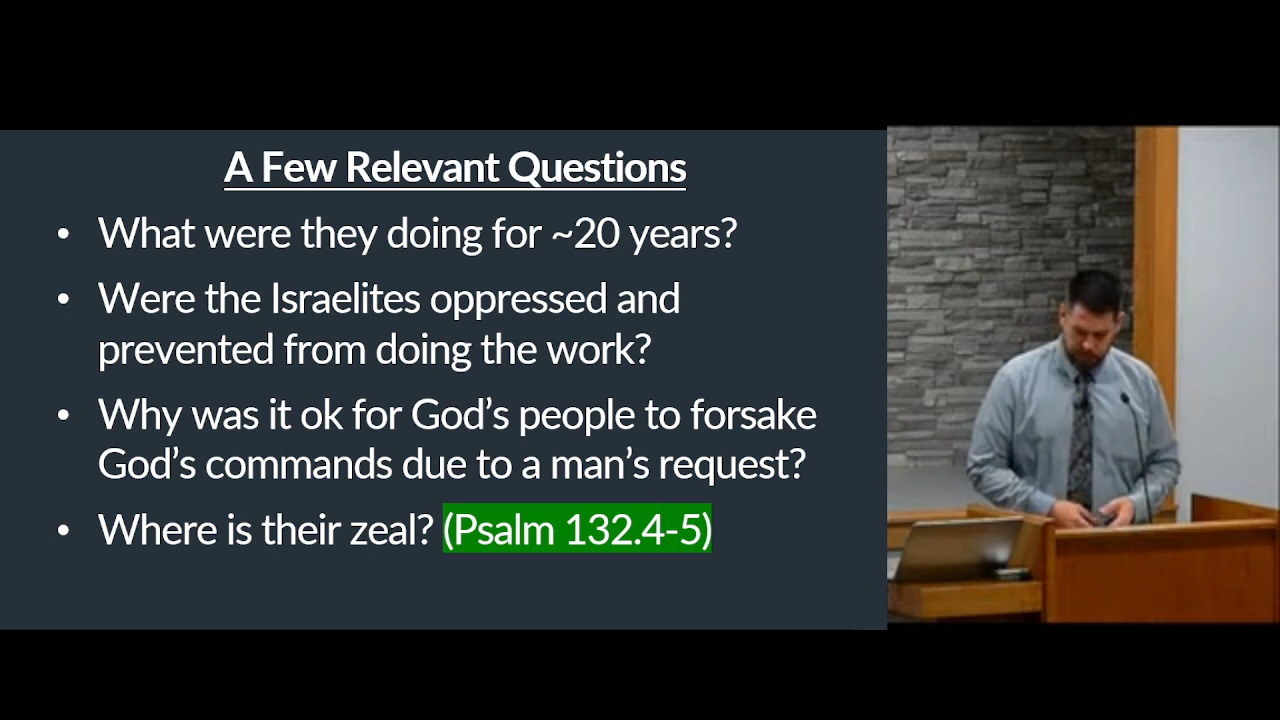 A Few Relevant Questions
• What were they doing for ~20 years?
• Were the Israelites oppressed and
prevented from doing the work?
• Why was it ok for God’s people to forsake
God’s commands due to a man’s request?
• Where is their zeal? (Psalm 132.4-5)